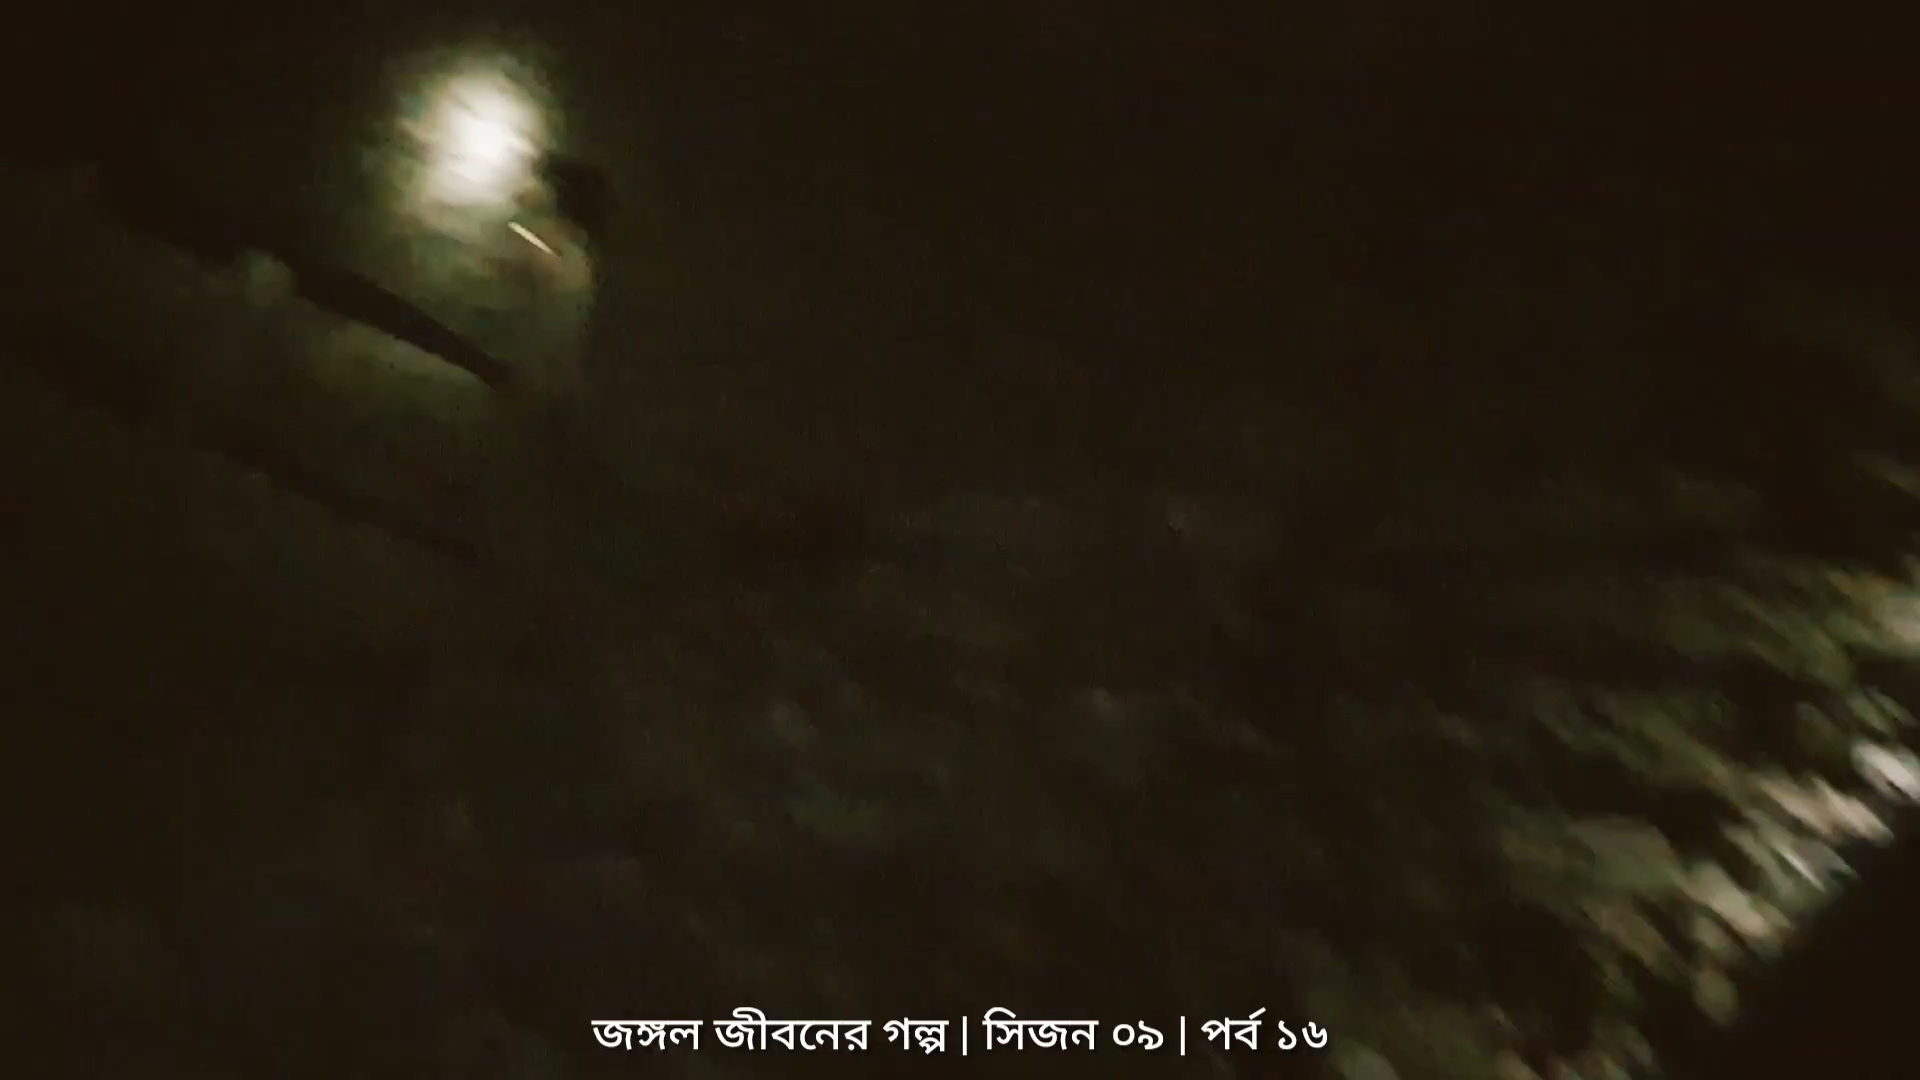 জঙ্গল জীবনের গল্প | সিজন ০৯ | পর্ব ১৬